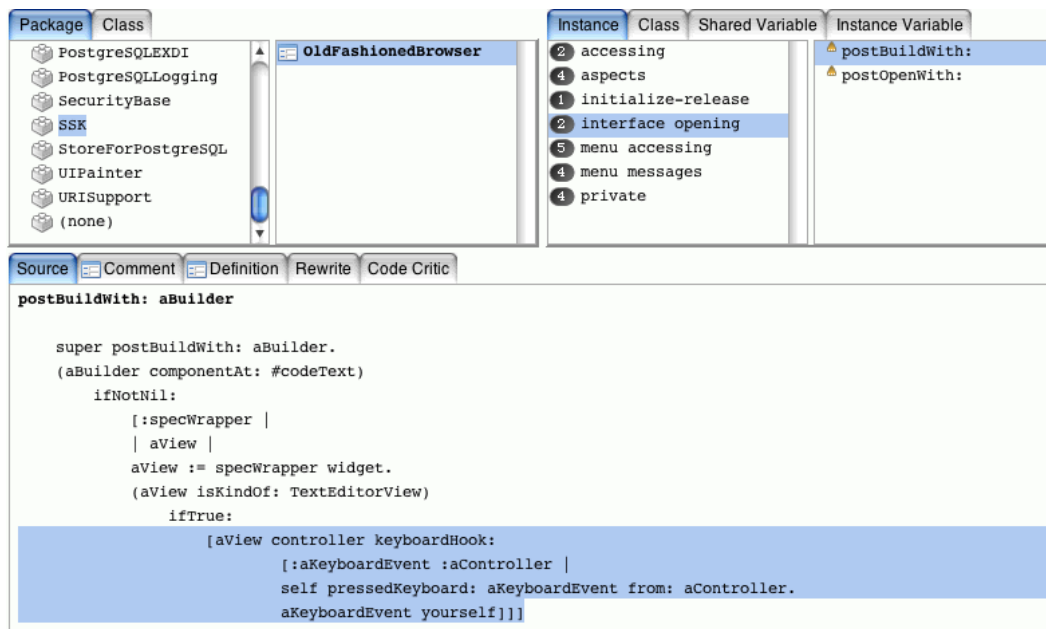 Package Class
PostgreSQLEXDI
PostgreSQLLogging
SecurityBase
SSK
StoreForPostgreSQL
UIPainter
URISupport
(none)
OldFashionedBrowser
Instance Class Shared Variable Instance Variable
2 accessing
4 aspects
1 initialize-release
2 interface opening
5 menu accessing
4 menu messages
4 private
postBuildWith:
postOpenWith:
Source Comment Definition Rewrite Code Critic
postBuildWith: aBuilder
super postBuildWith: aBuilder.
(aBuilder componentAt: #codeText)
ifNotNil:
[:specWrapper |
| aView |
aView := specWrapper widget.
(aView isKindOf: TextEditorView)
ifTrue:
[aView controller keyboardHook:
[:aKeyboardEvent :aController |
self pressedKeyboard: aKeyboardEvent from: aController.
aKeyboardEvent yourself]]]